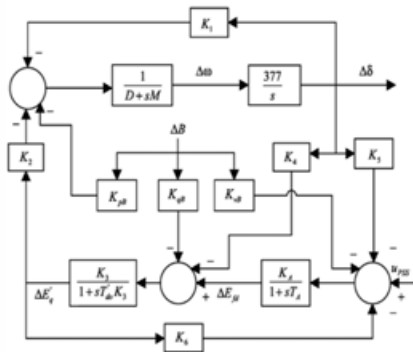 K₁
−
1 / D+sM
Δω
377 / s
Δδ
−
−
K₂
ΔB
K₄
K₅
K_pB
K_qB
K_vB
−
−
−
−
−
u_PSS
K₃ / 1+sT'_do K₃
K_A / 1+sT_A
ΔE'_q
+
ΔE_fd
+
−
K₆